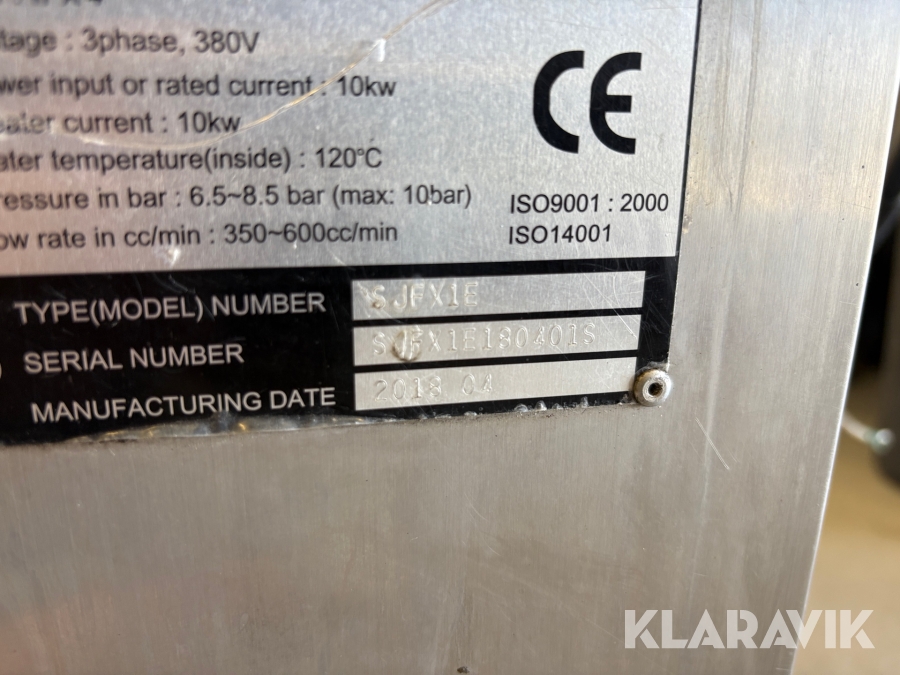 tage : 3phase, 380V
wer input or rated current : 10kw
eater current : 10kw
ater temperature(inside) : 120°C
ressure in bar : 6.5~8.5 bar (max: 10bar)
ow rate in cc/min : 350~600cc/min
CE
ISO9001 : 2000
ISO14001
TYPE(MODEL) NUMBER SJFX1E
SERIAL NUMBER SJFX1E180401S
MANUFACTURING DATE 2018 04
KLARAVIK